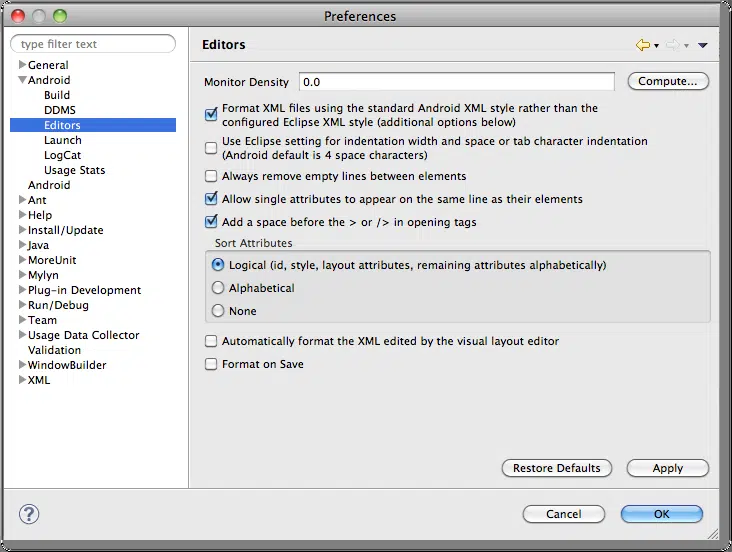 Preferences
type filter text
General
Android
Build
DDMS
Editors
Launch
LogCat
Usage Stats
Android
Ant
Help
Install/Update
Java
MoreUnit
Mylyn
Plug-in Development
Run/Debug
Team
Usage Data Collector
Validation
WindowBuilder
XML
Editors
Monitor Density 0.0 Compute...
Format XML files using the standard Android XML style rather than the
configured Eclipse XML style (additional options below)
Use Eclipse setting for indentation width and space or tab character indentation
(Android default is 4 space characters)
Always remove empty lines between elements
Allow single attributes to appear on the same line as their elements
Add a space before the > or /> in opening tags
Sort Attributes
Logical (id, style, layout attributes, remaining attributes alphabetically)
Alphabetical
None
Automatically format the XML edited by the visual layout editor
Format on Save
Restore Defaults Apply
? Cancel OK